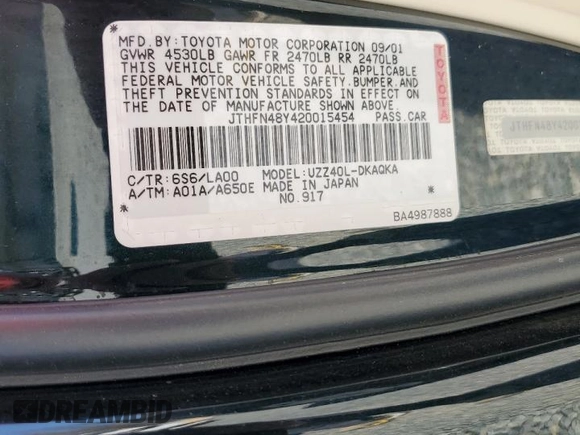 MFD. BY: TOYOTA MOTOR CORPORATION 09/01
GVWR 4530LB GAWR FR 2470LB RR 2470LB
THIS VEHICLE CONFORMS TO ALL APPLICABLE
FEDERAL MOTOR VEHICLE SAFETY, BUMPER, AND
THEFT PREVENTION STANDARDS IN EFFECT ON
THE DATE OF MANUFACTURE SHOWN ABOVE.
JTHFN48Y420015454 PASS. CAR
C/TR: 6S6/LA00 MODEL: UZZ40L-DKAQKA
A/TM: A01A/A650E MADE IN JAPAN
NO. 917
BA4987888
TOYOTA
JTHFN48Y4200
DREAMBID